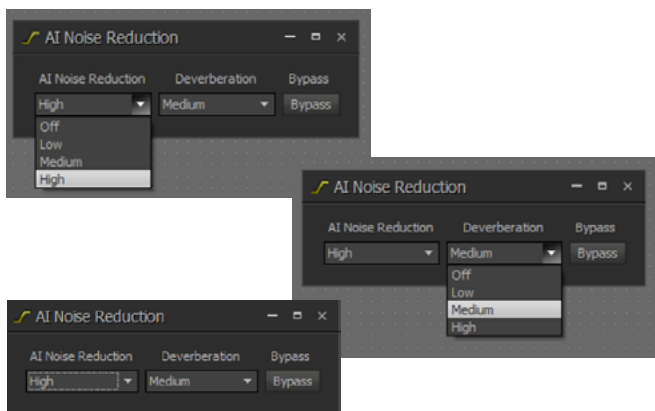 AI Noise Reduction
AI Noise Reduction Deverberation Bypass
High Medium Bypass
Off
Low
Medium
High
AI Noise Reduction
AI Noise Reduction Deverberation Bypass
High Medium Bypass
Off
Low
Medium
High
AI Noise Reduction
AI Noise Reduction Deverberation Bypass
High Medium Bypass